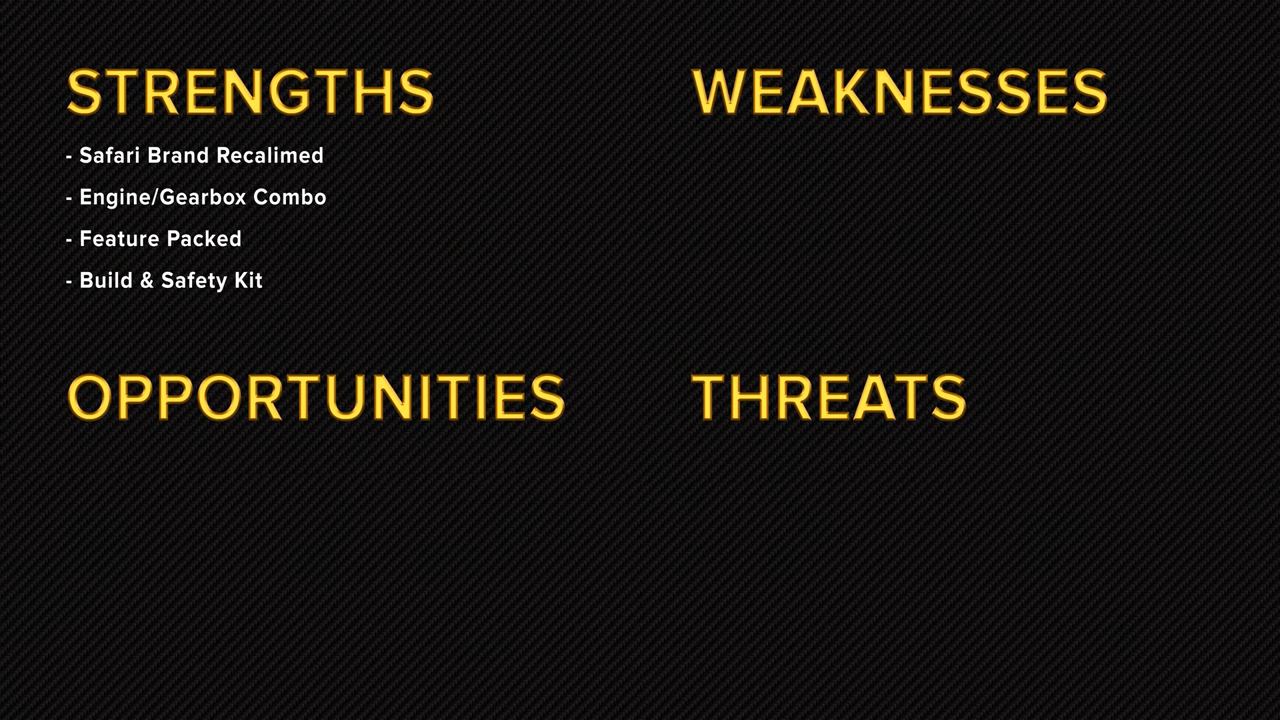 STRENGTHS
- Safari Brand Recalimed
- Engine/Gearbox Combo
- Feature Packed
- Build & Safety Kit
WEAKNESSES
OPPORTUNITIES
THREATS